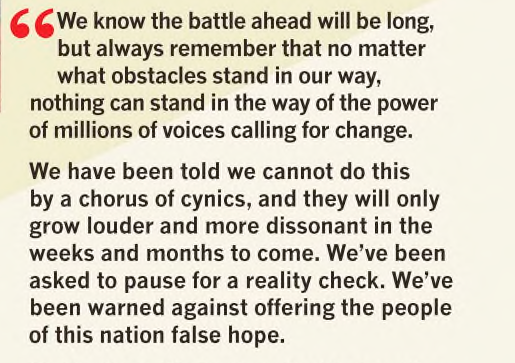 “We know the battle ahead will be long,
but always remember that no matter
what obstacles stand in our way,
nothing can stand in the way of the power
of millions of voices calling for change.
We have been told we cannot do this
by a chorus of cynics, and they will only
grow louder and more dissonant in the
weeks and months to come. We’ve been
asked to pause for a reality check. We’ve
been warned against offering the people
of this nation false hope.